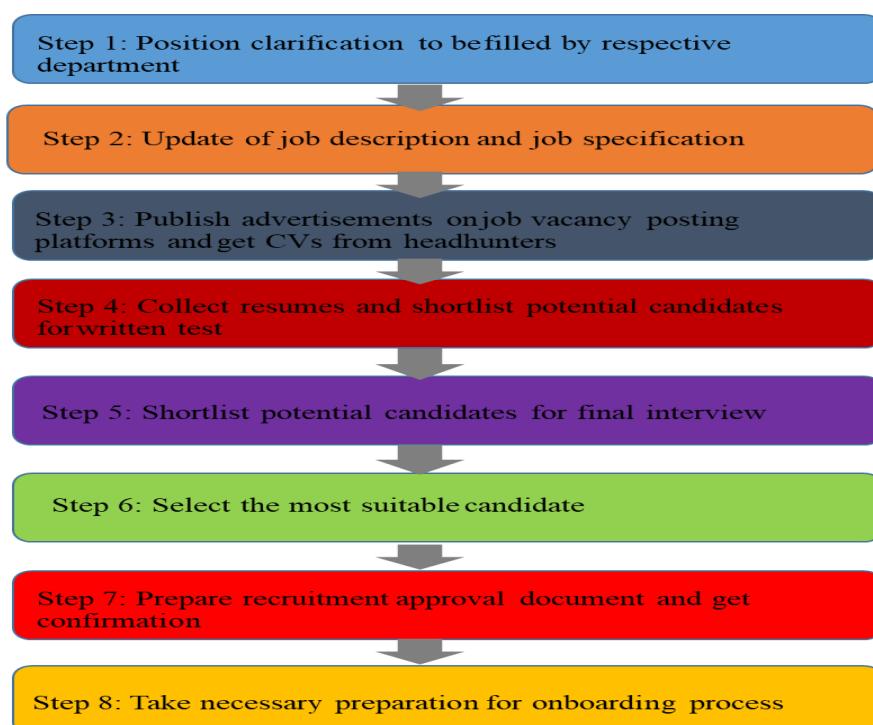 Step 1: Position clarification to be filled by respective
department
Step 2: Update of job description and job specification
Step 3: Publish advertisements on job vacancy posting
platforms and get CVs from headhunters
Step 4: Collect resumes and shortlist potential candidates
for written test
Step 5: Shortlist potential candidates for final interview
Step 6: Select the most suitable candidate
Step 7: Prepare recruitment approval document and get
confirmation
Step 8: Take necessary preparation for onboarding process